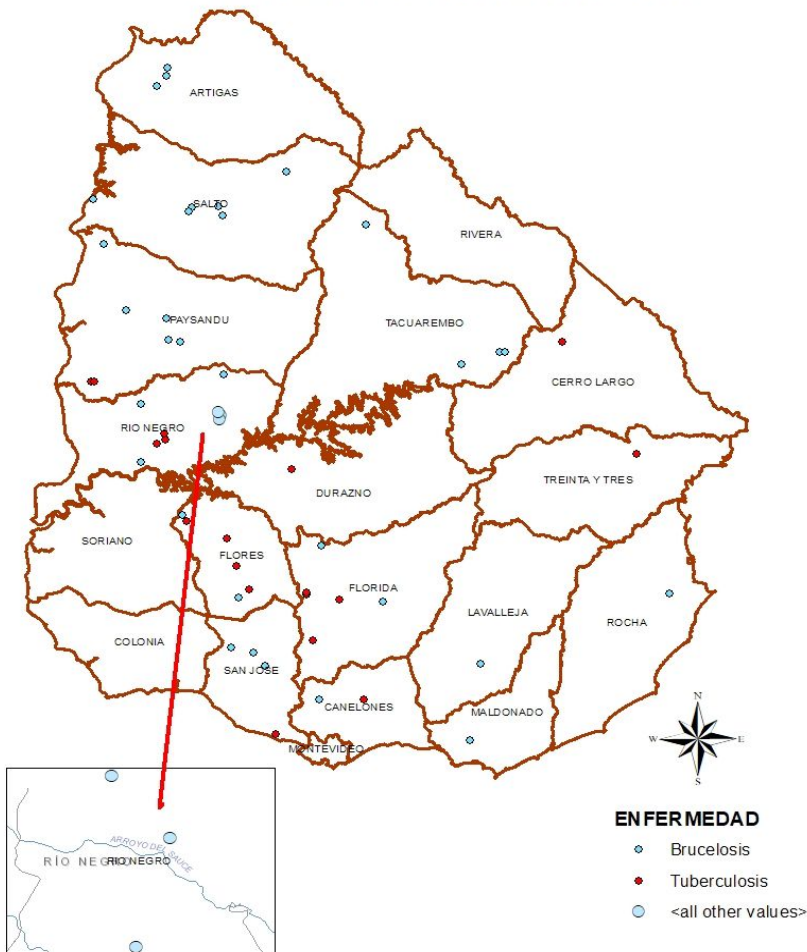 ARTIGAS
SALTO
RIVERA
PAYSANDU
TACUAREMBO
CERRO LARGO
RIO NEGRO
TREINTA Y TRES
DURAZNO
SORIANO
FLORES
FLORIDA
LAVALLEJA
ROCHA
COLONIA
SAN JOSE
CANELONES
MALDONADO
MONTEVIDEO
N
W E
S
ARROYO DEL SAUCE
RÍO NEGRO
RIO NEGRO
ENFERMEDAD
Brucelosis
Tuberculosis
<all other values>